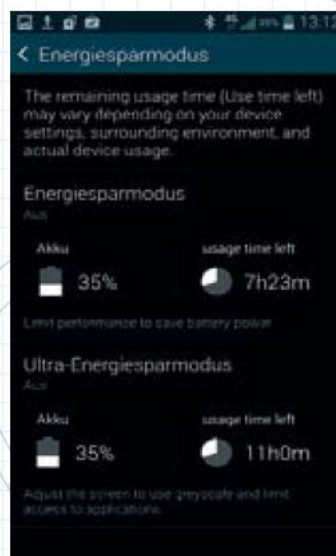 13:12
< Energiesparmodus
The remaining usage time (Use time left)
may vary depending on your device
settings, surrounding environment, and
actual device usage.
Energiesparmodus
Aus
Akku usage time left
35% 7h23m
Limit performance to save battery power
Ultra-Energiesparmodus
Aus
Akku usage time left
35% 11h0m
Adjust the screen to use greyscale and limit
access to applications.